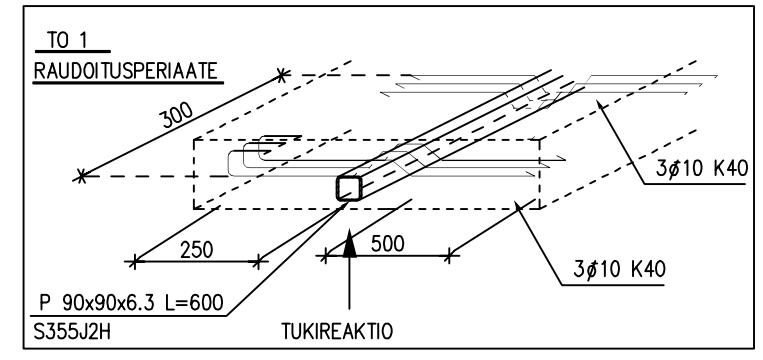 TO 1
RAUDOITUSPERIAATE
300
3ø10 K40
250
500
3ø10 K40
P 90x90x6.3 L=600
S355J2H
TUKIREAKTIO